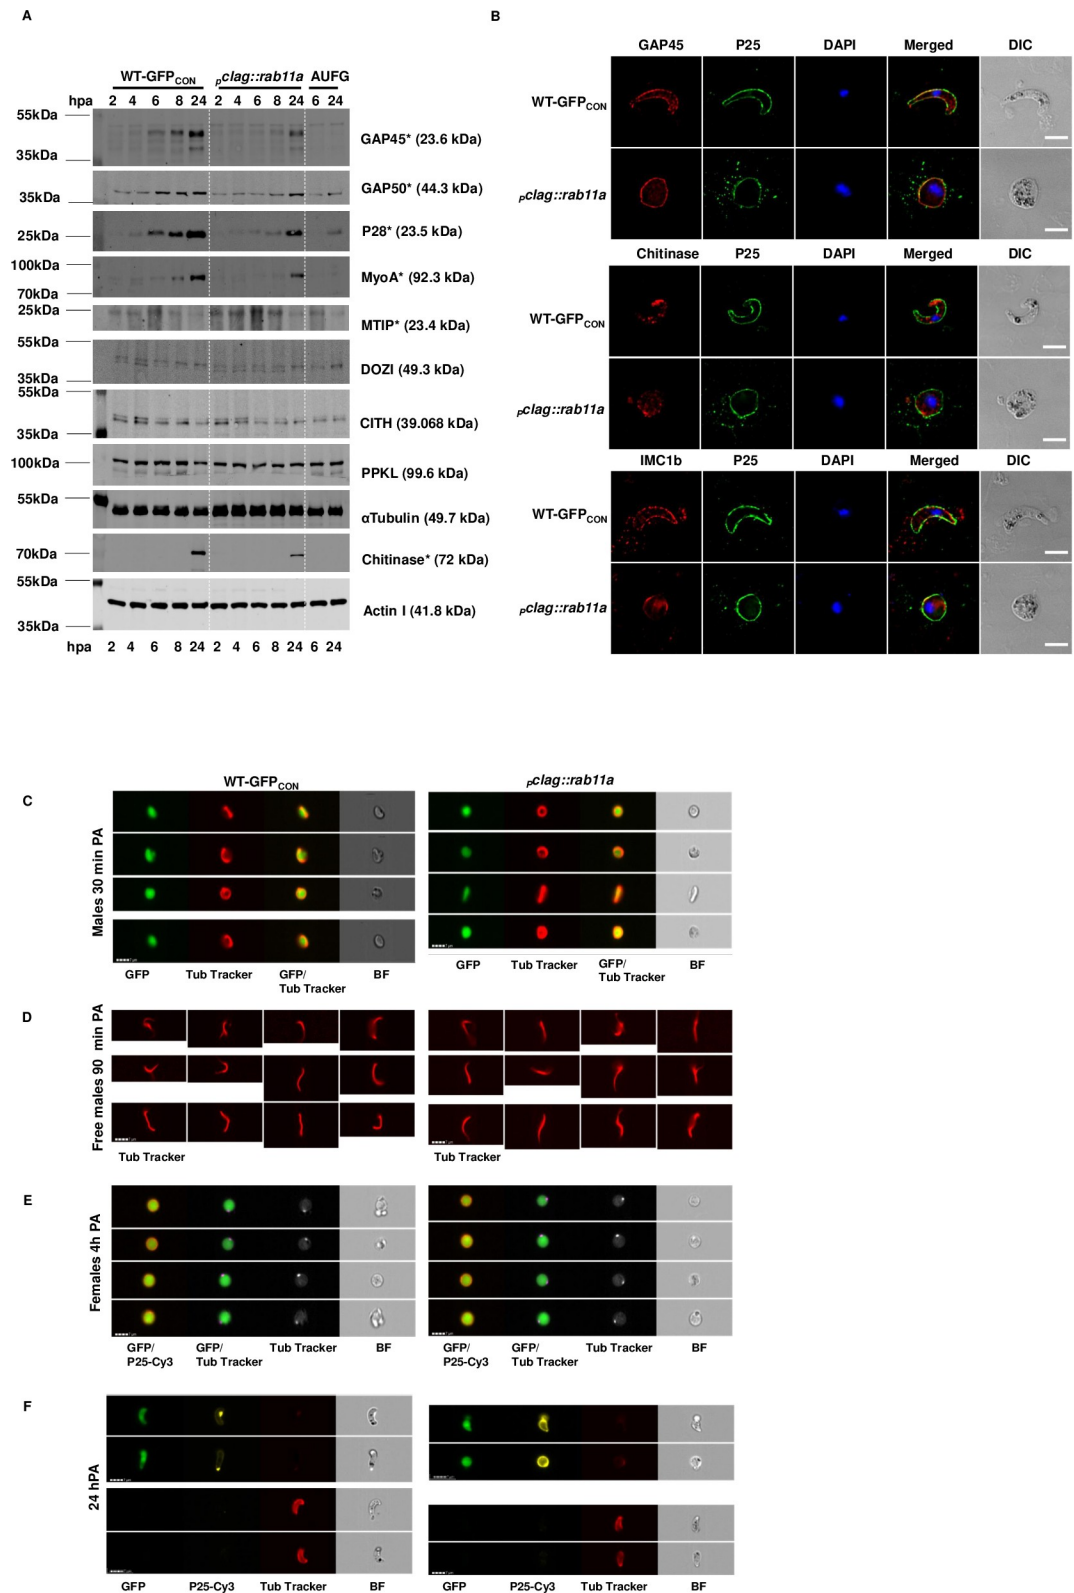 A
WT-GFPCON pclag::rab11a AUFG
hpa 2 4 6 8 24 2 4 6 8 24 6 24
55kDa
35kDa
GAP45* (23.6 kDa)
35kDa
GAP50* (44.3 kDa)
25kDa
P28* (23.5 kDa)
100kDa
70kDa
MyoA* (92.3 kDa)
25kDa
MTIP* (23.4 kDa)
55kDa
35kDa
DOZI (49.3 kDa)
55kDa
35kDa
CITH (39.068 kDa)
100kDa
PPKL (99.6 kDa)
55kDa
αTubulin (49.7 kDa)
70kDa
Chitinase* (72 kDa)
55kDa
35kDa
Actin I (41.8 kDa)
hpa 2 4 6 8 24 2 4 6 8 24 6 24
B
GAP45 P25 DAPI Merged DIC
WT-GFPCON
pclag::rab11a
Chitinase P25 DAPI Merged DIC
WT-GFPCON
pclag::rab11a
IMC1b P25 DAPI Merged DIC
WT-GFPCON
pclag::rab11a
WT-GFPCON pclag::rab11a
C
Males 30 min PA
GFP Tub Tracker GFP/ Tub Tracker BF
GFP Tub Tracker GFP/ Tub Tracker BF
D
Free males 90 min PA
Tub Tracker
Tub Tracker
E
Females 4h PA
GFP/ P25-Cy3 GFP/ Tub Tracker Tub Tracker BF
GFP/ P25-Cy3 GFP/ Tub Tracker Tub Tracker BF
F
24 hPA
GFP P25-Cy3 Tub Tracker BF
GFP P25-Cy3 Tub Tracker BF